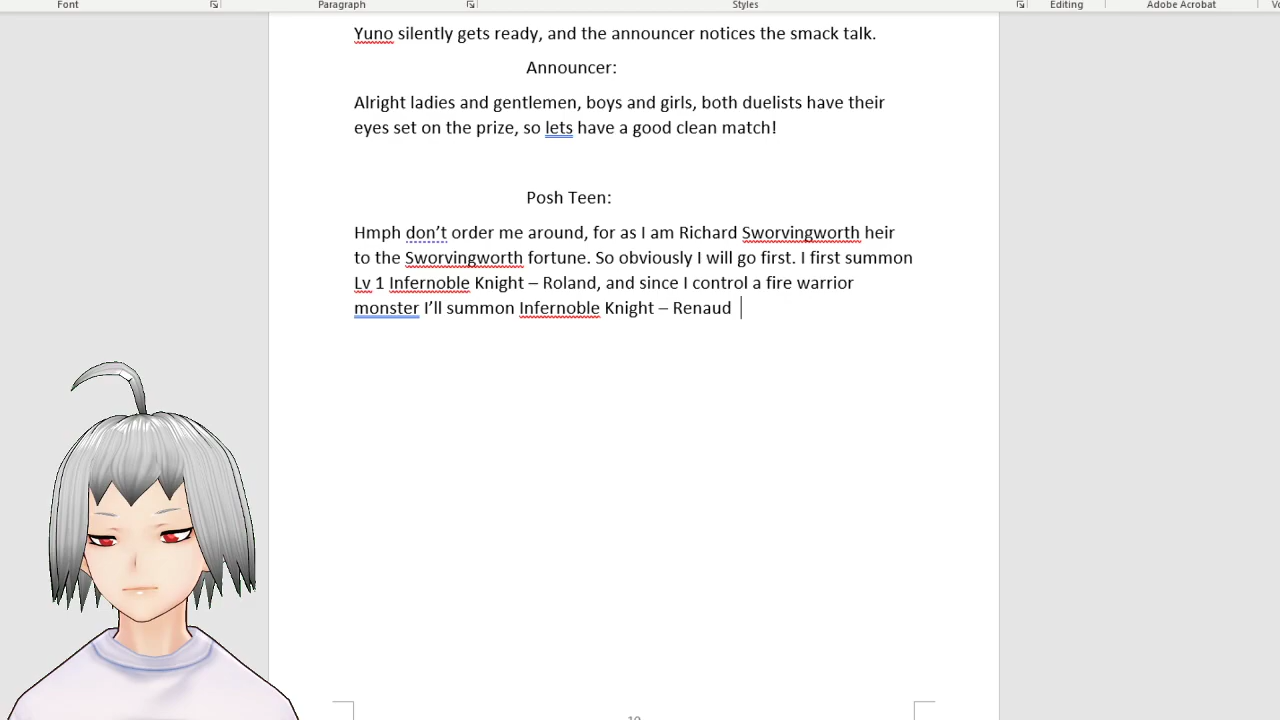 Font Paragraph Styles Editing Adobe Acrobat
Yuno silently gets ready, and the announcer notices the smack talk.
Announcer:
Alright ladies and gentlemen, boys and girls, both duelists have their
eyes set on the prize, so lets have a good clean match!
Posh Teen:
Hmph don’t order me around, for as I am Richard Sworvingworth heir
to the Sworvingworth fortune. So obviously I will go first. I first summon
Lv 1 Infernoble Knight – Roland, and since I control a fire warrior
monster I’ll summon Infernoble Knight – Renaud